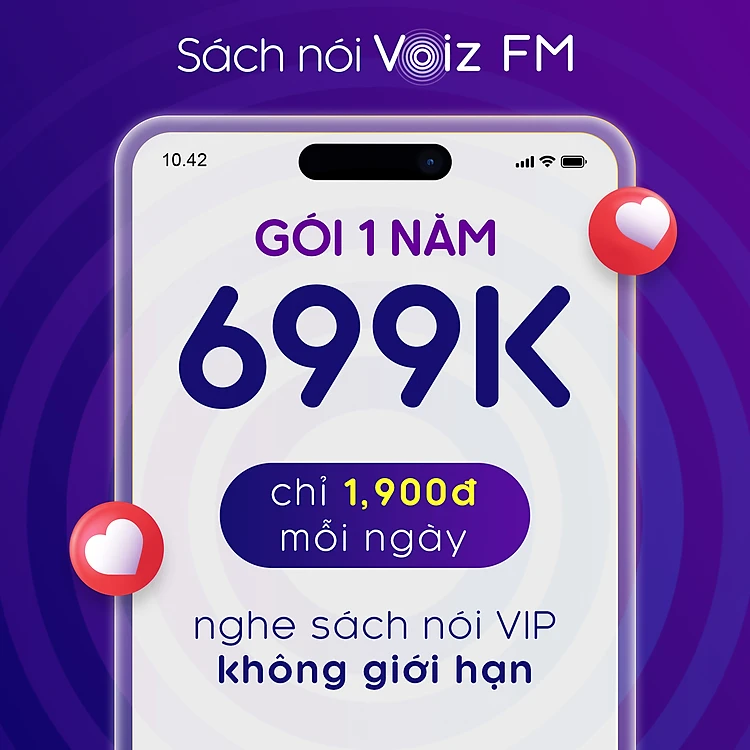 Sách nói Voiz FM
10.42
GÓI 1 NĂM
699K
chỉ 1,900đ
mỗi ngày
nghe sách nói VIP
không giới hạn